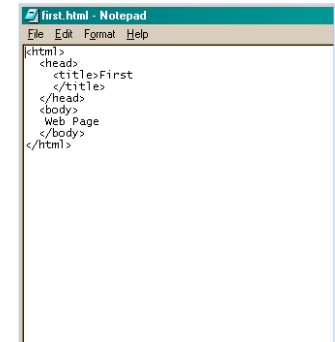 first.html - Notepad
File Edit Format Help
<html>
<head>
<title>First
</title>
</head>
<body>
Web Page
</body>
</html>